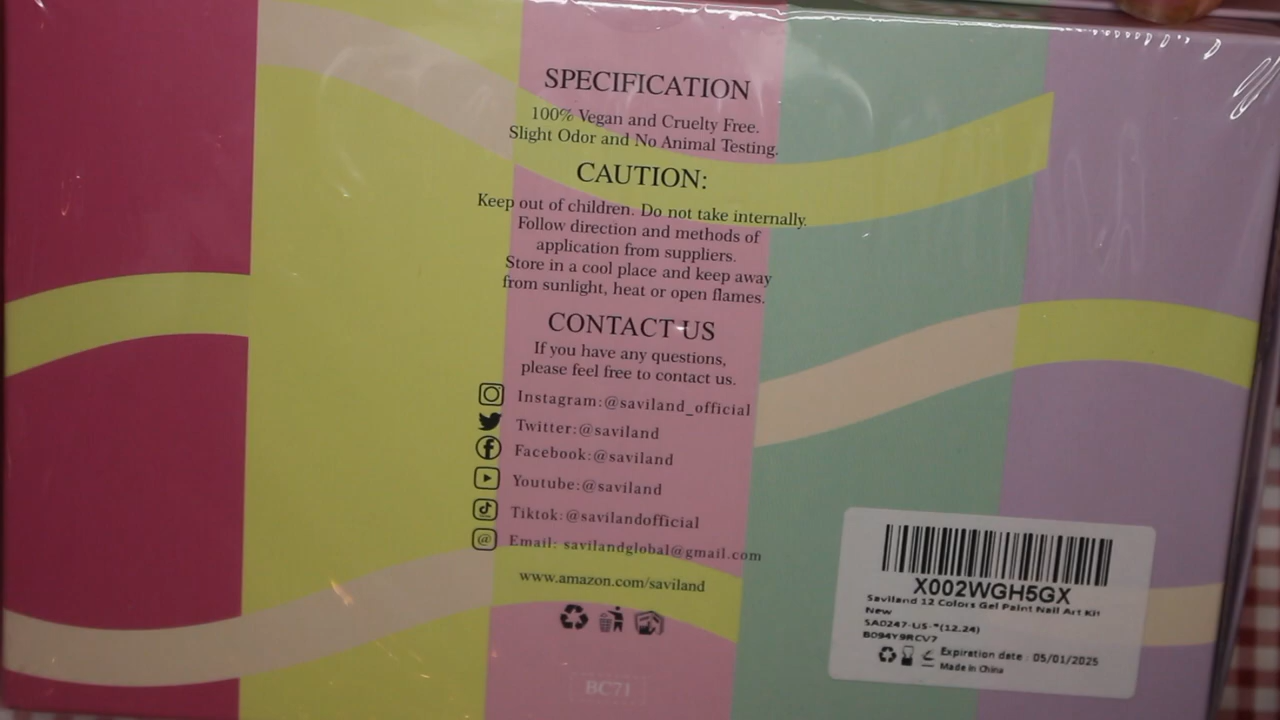 SPECIFICATION
100% Vegan and Cruelty Free.
Slight Odor and No Animal Testing.
CAUTION:
Keep out of children. Do not take internally.
Follow direction and methods of
application from suppliers.
Store in a cool place and keep away
from sunlight, heat or open flames.
CONTACT US
If you have any questions,
please feel free to contact us.
Instagram:@saviland_official
Twitter:@saviland
Facebook:@saviland
Youtube:@saviland
Tiktok:@savilandofficial
@ Email: savilandglobal@gmail.com
www.amazon.com/saviland
BC71
X002WGH5GX
Saviland 12 Colors Gel Paint Nail Art Kit
New
SA0247-US-*(12.24)
B094Y9RCV7
Expiration date : 05/01/2025
Made in China